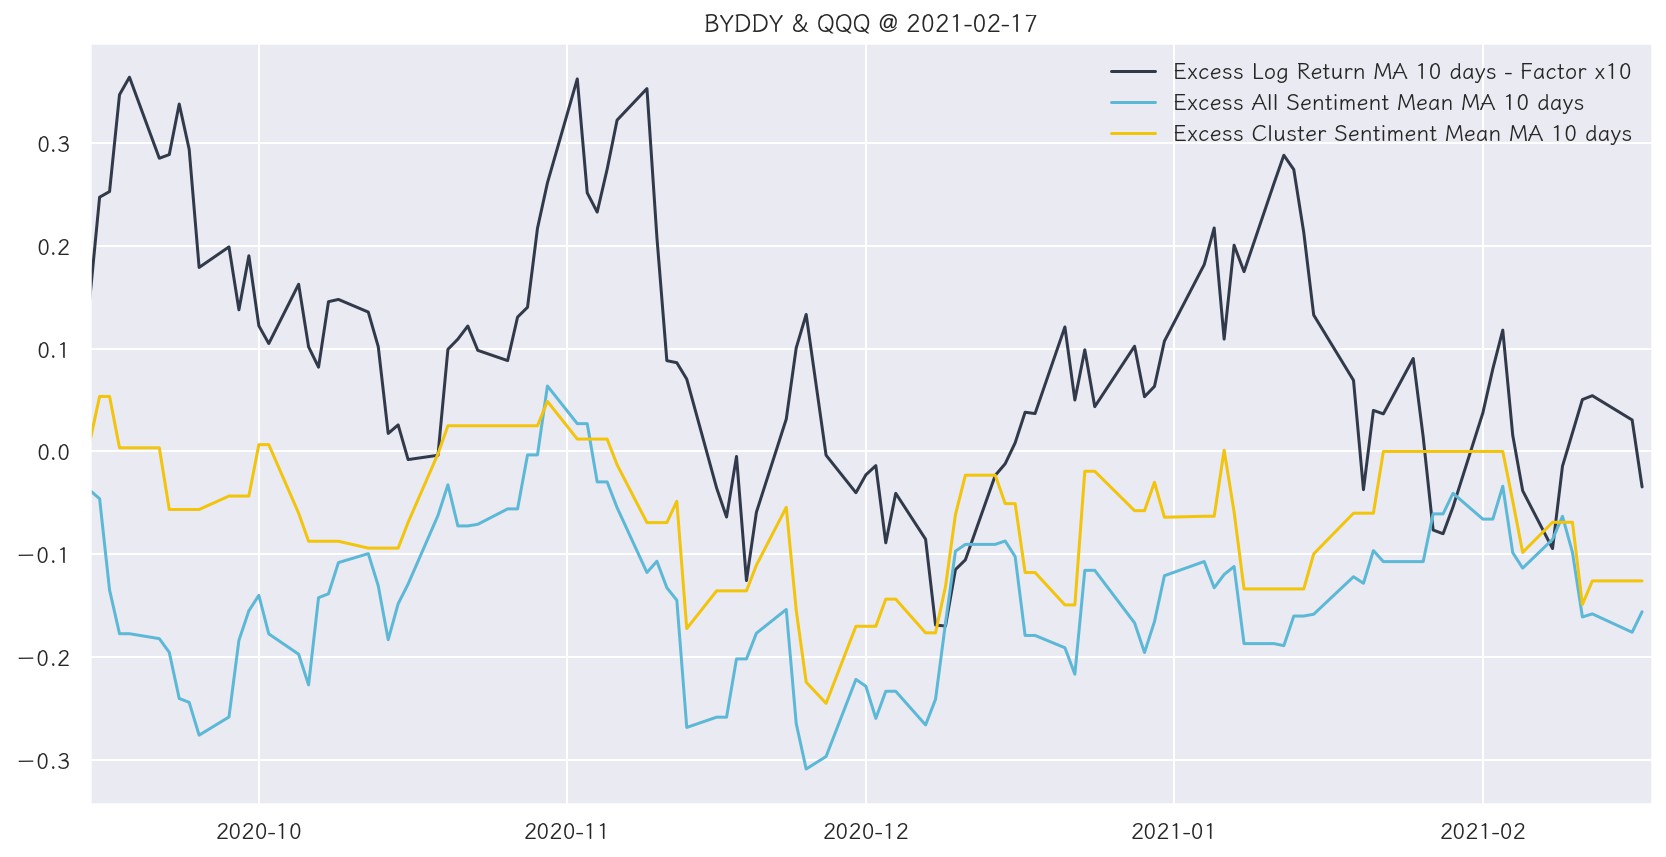 BYDDY & QQQ @ 2021-02-17
Excess Log Return MA 10 days - Factor x10
Excess All Sentiment Mean MA 10 days
Excess Cluster Sentiment Mean MA 10 days
0.3
0.2
0.1
0.0
−0.1
−0.2
−0.3
2020-10 2020-11 2020-12 2021-01 2021-02